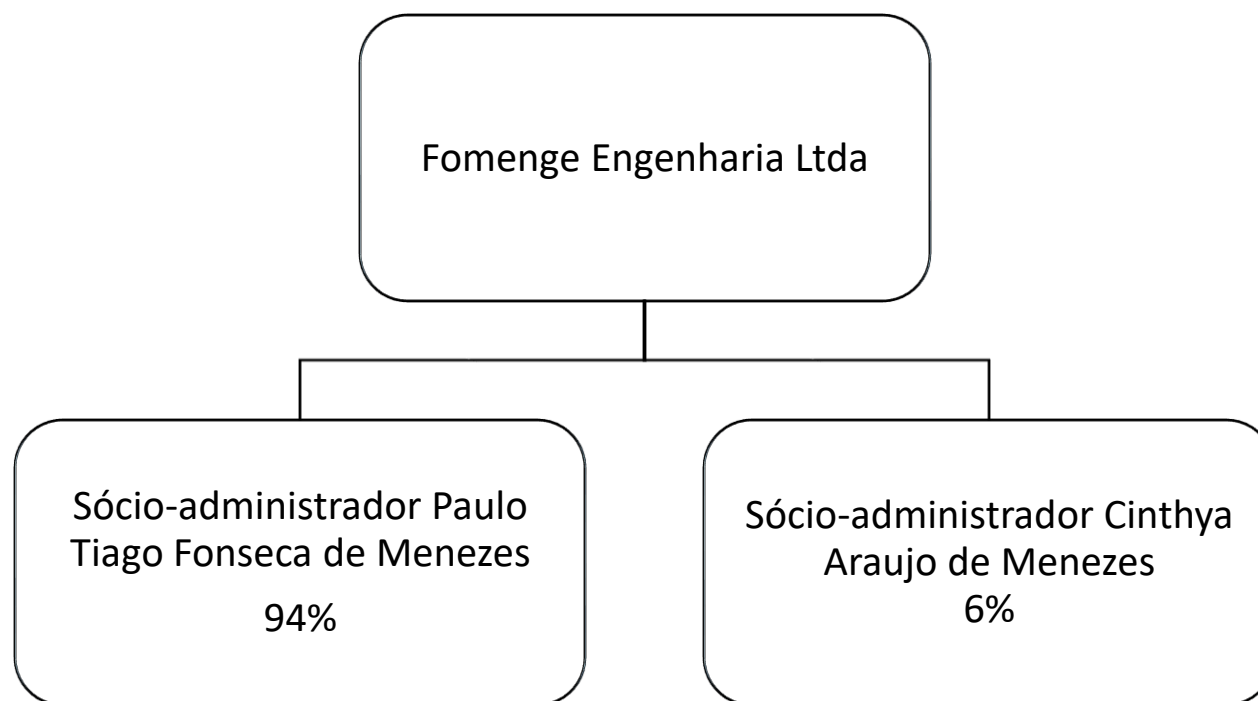 Fomenge Engenharia Ltda
Sócio-administrador Paulo
Tiago Fonseca de Menezes
94%
Sócio-administrador Cinthya
Araujo de Menezes
6%